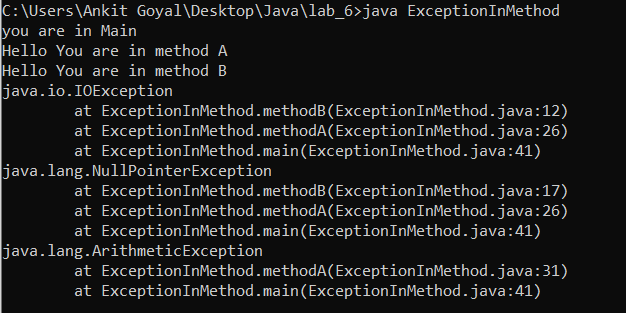 C:\Users\Ankit Goyal\Desktop\Java\lab_6>java ExceptionInMethod
you are in Main
Hello You are in method A
Hello You are in method B
java.io.IOException
        at ExceptionInMethod.methodB(ExceptionInMethod.java:12)
        at ExceptionInMethod.methodA(ExceptionInMethod.java:26)
        at ExceptionInMethod.main(ExceptionInMethod.java:41)
java.lang.NullPointerException
        at ExceptionInMethod.methodB(ExceptionInMethod.java:17)
        at ExceptionInMethod.methodA(ExceptionInMethod.java:26)
        at ExceptionInMethod.main(ExceptionInMethod.java:41)
java.lang.ArithmeticException
        at ExceptionInMethod.methodA(ExceptionInMethod.java:31)
        at ExceptionInMethod.main(ExceptionInMethod.java:41)